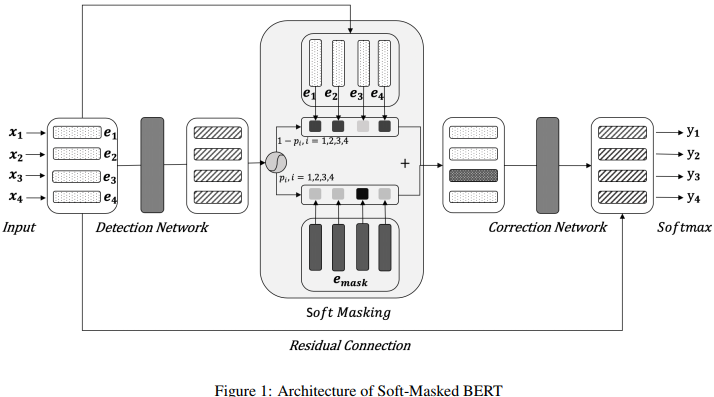 e1 e2 e3 e4
x1 e1
1 − pi, i = 1,2,3,4
y1
x2 e2
+
y2
x3 e3
pi, i = 1,2,3,4
y3
x4 e4
y4
Input Detection Network Correction Network Softmax
emask
Soft Masking
Residual Connection
Figure 1: Architecture of Soft-Masked BERT